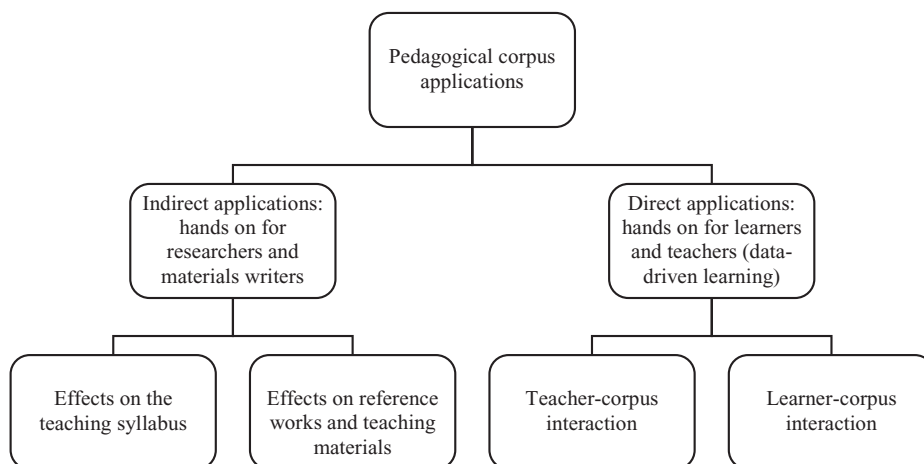 Pedagogical corpus
applications
Indirect applications:
hands on for
researchers and
materials writers
Direct applications:
hands on for learners
and teachers (data-
driven learning)
Effects on the
teaching syllabus
Effects on reference
works and teaching
materials
Teacher-corpus
interaction
Learner-corpus
interaction